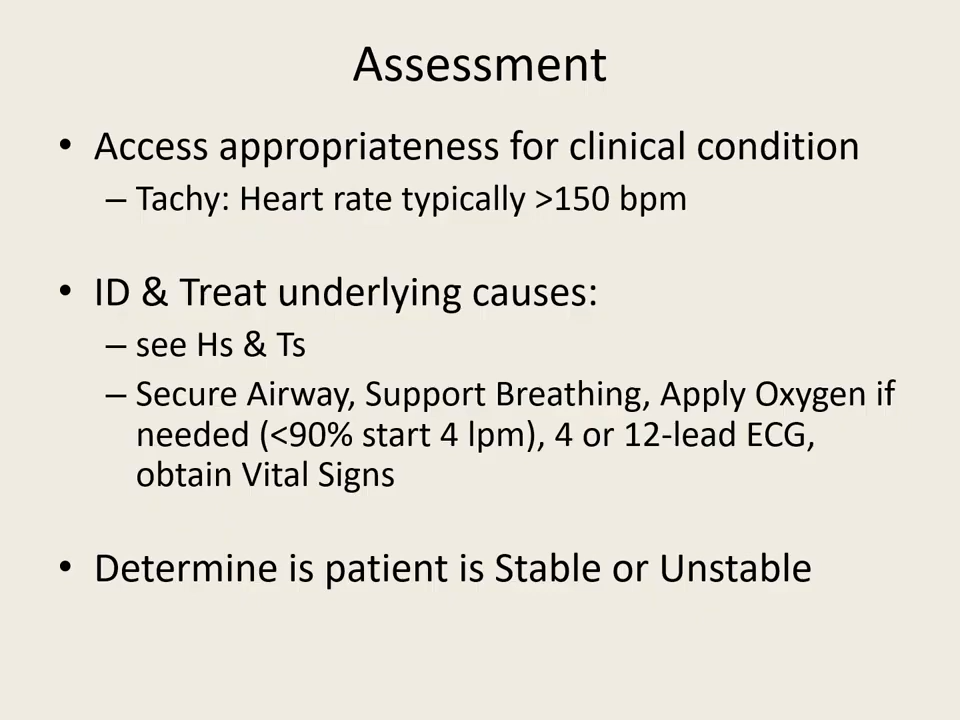 Assessment
• Access appropriateness for clinical condition
– Tachy: Heart rate typically >150 bpm
• ID & Treat underlying causes:
– see Hs & Ts
– Secure Airway, Support Breathing, Apply Oxygen if
needed (<90% start 4 lpm), 4 or 12-lead ECG,
obtain Vital Signs
• Determine is patient is Stable or Unstable